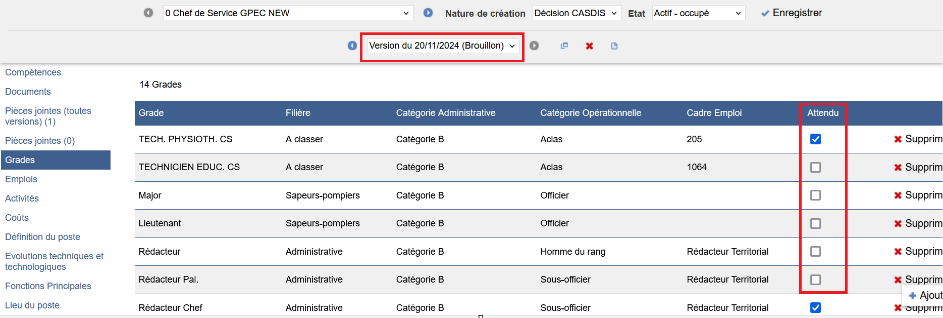 0 Chef de Service GPEC NEW Nature de création Décision CASDIS Etat Actif - occupé Enregistrer
Version du 20/11/2024 (Brouillon)
Compétences
Documents
Pièces jointes (toutes
versions) (1)
Pièces jointes (0)
Grades
Emplois
Activités
Coûts
Définition du poste
Evolutions techniques et
technologiques
Fonctions Principales
Lieu du poste
14 Grades
Grade Filière Catégorie Administrative Catégorie Opérationnelle Cadre Emploi Attendu
TECH. PHYSIOTH. CS A classer Catégorie B Aclas 205 Supprim
TECHNICIEN EDUC. CS A classer Catégorie B Aclas 1064 Supprim
Major Sapeurs-pompiers Catégorie B Officier Supprim
Lieutenant Sapeurs-pompiers Catégorie B Officier Supprim
Rédacteur Administrative Catégorie B Homme du rang Rédacteur Territorial Supprim
Rédacteur Pal. Administrative Catégorie B Sous-officier Rédacteur Territorial Supprim
Ajout
Rédacteur Chef Administrative Catégorie B Sous-officier Rédacteur Territorial Supprim